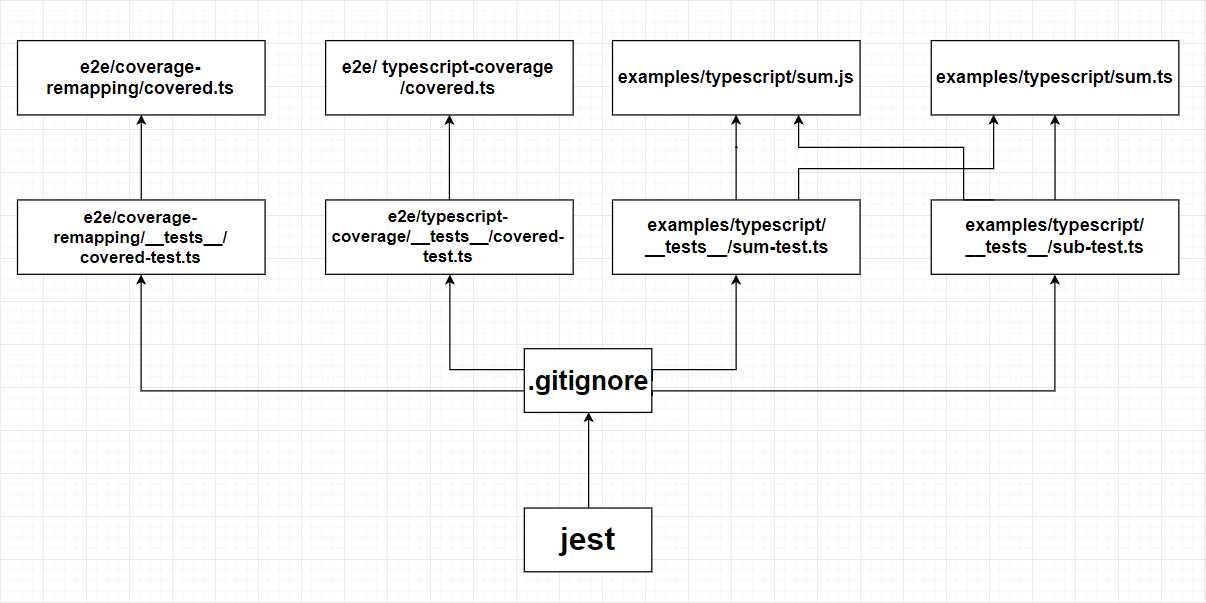 e2e/coverage-
remapping/covered.ts
e2e/ typescript-coverage
/covered.ts
examples/typescript/sum.js
examples/typescript/sum.ts
e2e/coverage-
remapping/__tests__/
covered-test.ts
e2e/typescript-
coverage/__tests__/covered-
test.ts
examples/typescript/
__tests__/sum-test.ts
examples/typescript/
__tests__/sub-test.ts
.gitignore
jest